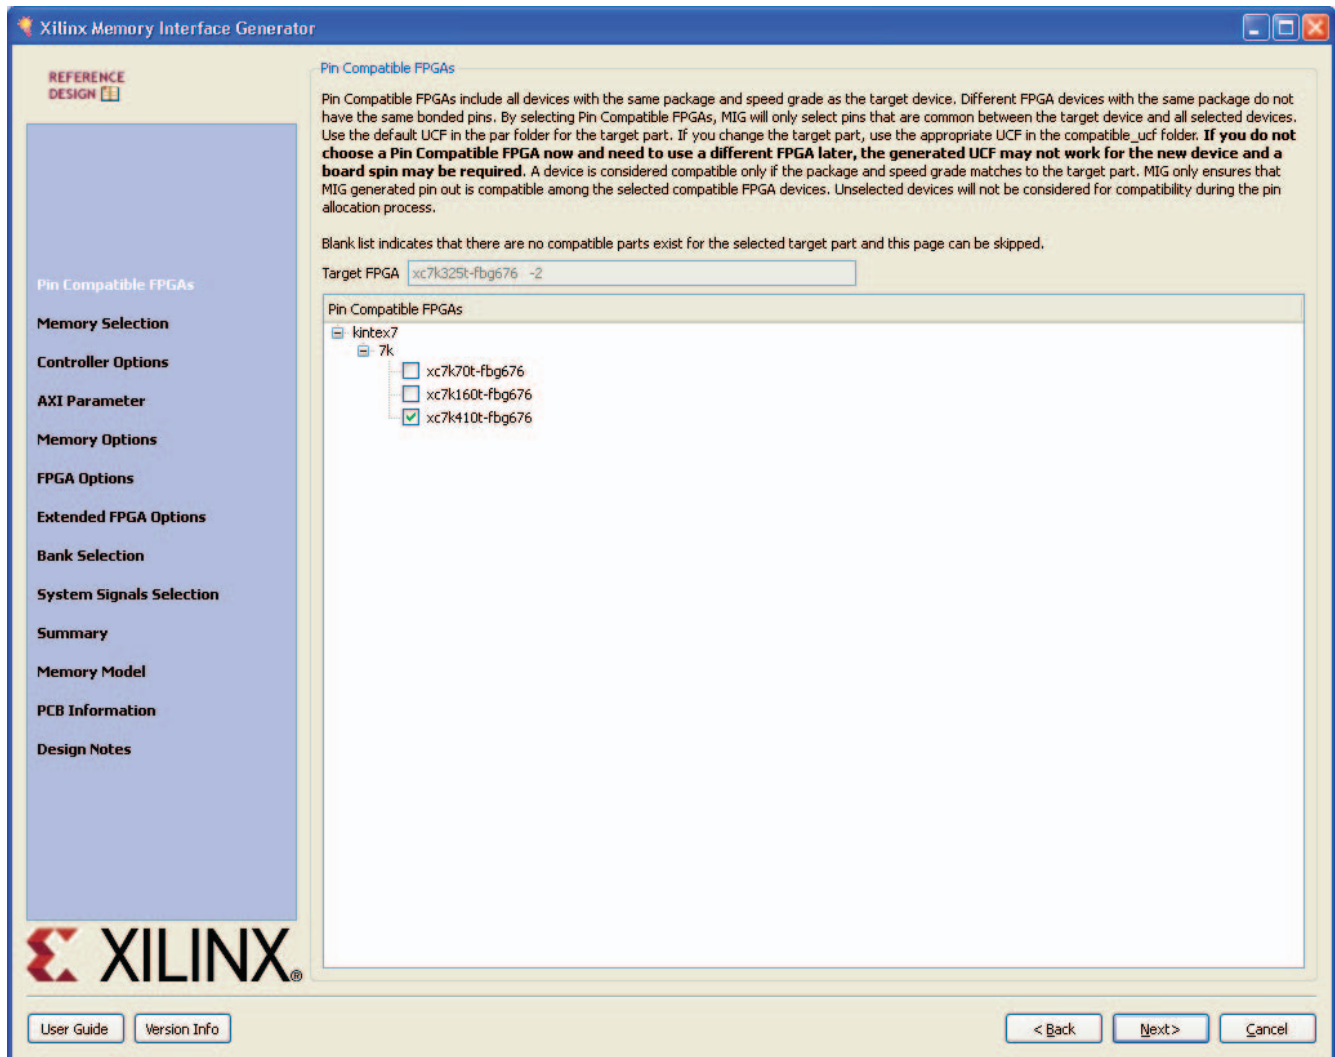 Xilinx Memory Interface Generator
REFERENCE
DESIGN
Pin Compatible FPGAs
Memory Selection
Controller Options
AXI Parameter
Memory Options
FPGA Options
Extended FPGA Options
Bank Selection
System Signals Selection
Summary
Memory Model
PCB Information
Design Notes
XILINX®
Pin Compatible FPGAs
Pin Compatible FPGAs include all devices with the same package and speed grade as the target device. Different FPGA devices with the same package do not
have the same bonded pins. By selecting Pin Compatible FPGAs, MIG will only select pins that are common between the target device and all selected devices.
Use the default UCF in the par folder for the target part. If you change the target part, use the appropriate UCF in the compatible_ucf folder. If you do not
choose a Pin Compatible FPGA now and need to use a different FPGA later, the generated UCF may not work for the new device and a
board spin may be required. A device is considered compatible only if the package and speed grade matches to the target part. MIG only ensures that
MIG generated pin out is compatible among the selected compatible FPGA devices. Unselected devices will not be considered for compatibility during the pin
allocation process.
Blank list indicates that there are no compatible parts exist for the selected target part and this page can be skipped.
Target FPGA xc7k325t-fbg676 -2
Pin Compatible FPGAs
kintex7
7k
xc7k70t-fbg676
xc7k160t-fbg676
xc7k410t-fbg676
User Guide Version Info < Back Next> Cancel